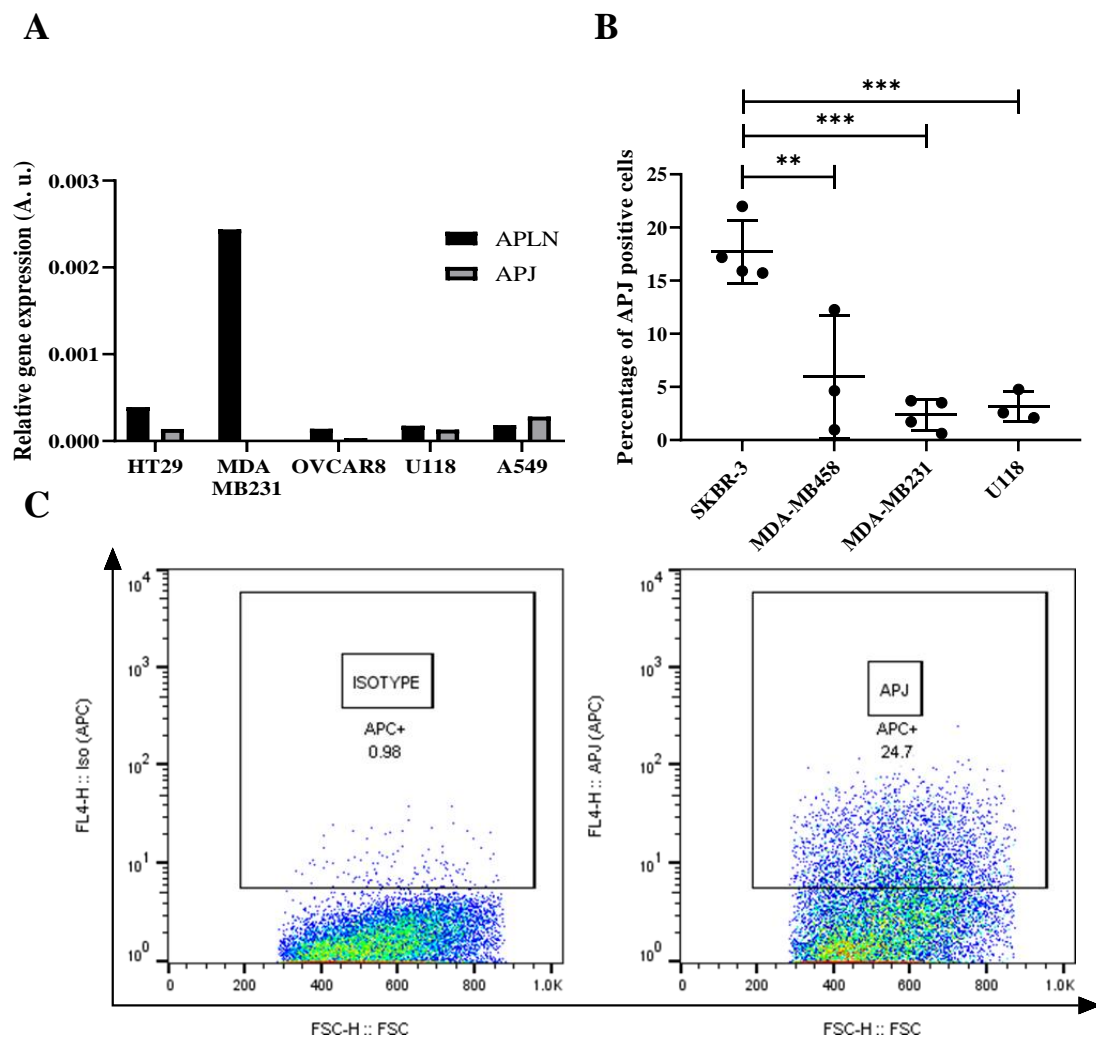 A
Relative gene expression (A. u.)
0.003
0.002
0.001
0.000
APLN
APJ
HT29
MDA
MB231
OVCAR8
U118
A549
B
***
***
**
Percentage of APJ positive cells
25
20
15
10
5
0
SKBR-3
MDA-MB458
MDA-MB231
U118
C
FL4-H :: Iso (APC)
10^4
10^3
10^2
10^1
10^0
ISOTYPE
APC+
0.98
0
200
400
600
800
1.0K
FSC-H :: FSC
FL4-H :: APJ (APC)
10^4
10^3
10^2
10^1
10^0
APJ
APC+
24.7
0
200
400
600
800
1.0K
FSC-H :: FSC